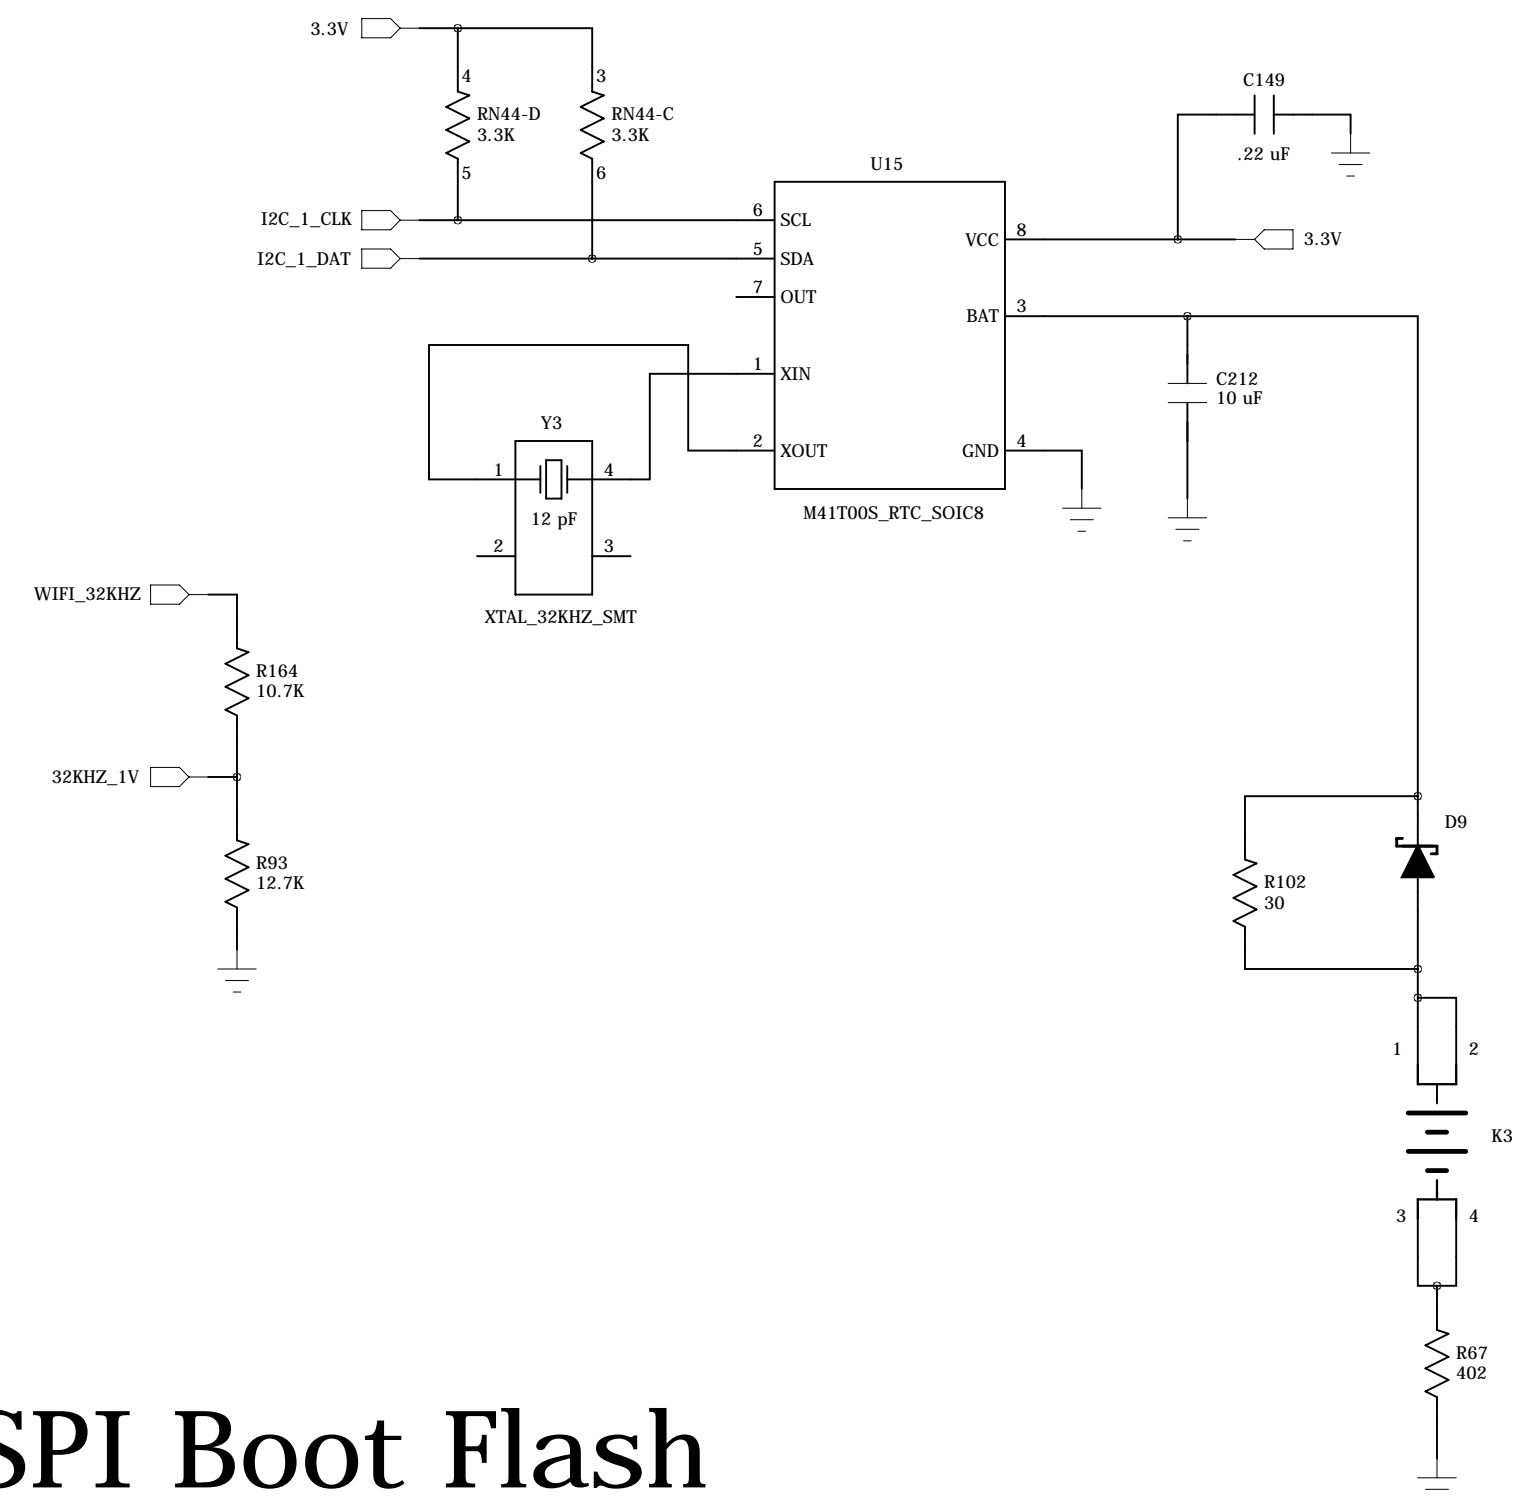 3.3V
4
3
RN44-D
3.3K
RN44-C
3.3K
5
6
C149
.22 uF
U15
I2C_1_CLK
6
SCL
I2C_1_DAT
5
SDA
7
OUT
1
XIN
2
XOUT
VCC
8
3.3V
BAT
3
GND
4
M41T00S_RTC_SOIC8
C212
10 uF
Y3
1
4
12 pF
2
3
XTAL_32KHZ_SMT
WIFI_32KHZ
R164
10.7K
32KHZ_1V
R93
12.7K
D9
R102
30
1
2
K3
3
4
R67
402
SPI Boot Flash